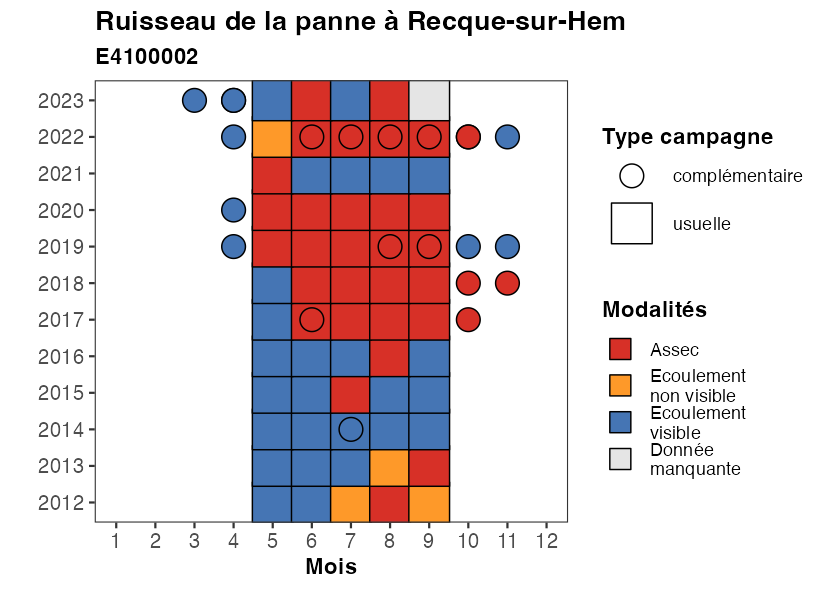 Ruisseau de la panne à Recque-sur-Hem
E4100002
2023
2022
2021
2020
2019
2018
2017
2016
2015
2014
2013
2012
1 2 3 4 5 6 7 8 9 10 11 12
Mois
Type campagne
complémentaire
usuelle
Modalités
Assec
Ecoulement
non visible
Ecoulement
visible
Donnée
manquante